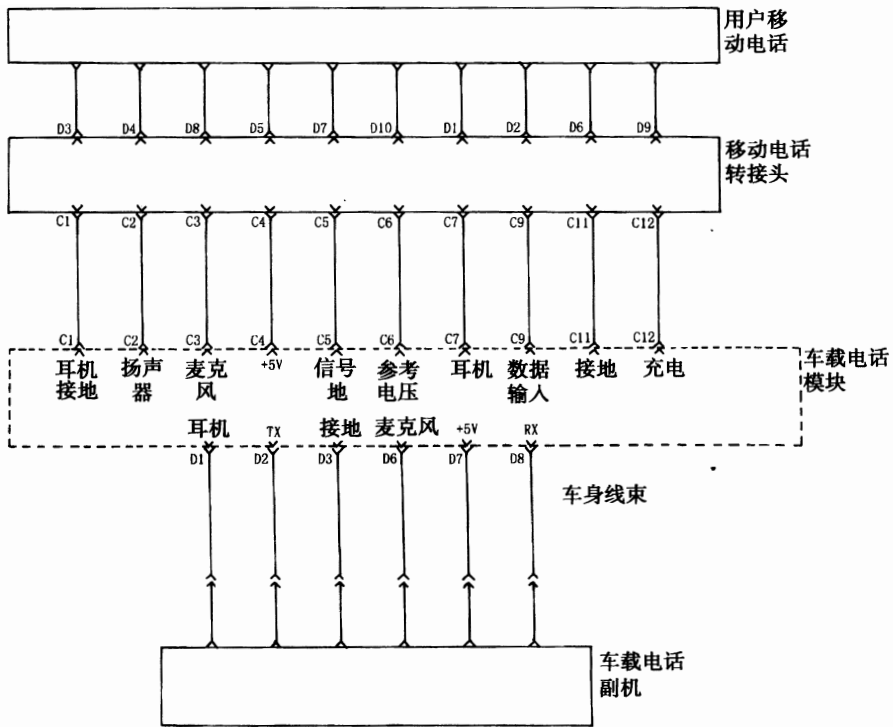 用户移
动电话
D3 D4 D8 D5 D7 D10 D1 D2 D6 D9
移动电话
转接头
C1 C2 C3 C4 C5 C6 C7 C9 C11 C12
C1 C2 C3 C4 C5 C6 C7 C9 C11 C12
耳机 扬声 麦克 +5V 信号 参考 耳机 数据 接地 充电
接地 器 风 地 电压 输入
车载电话
模块
耳机 TX 接地 麦克风 +5V RX
D1 D2 D3 D6 D7 D8
车身线束
车载电话
副机